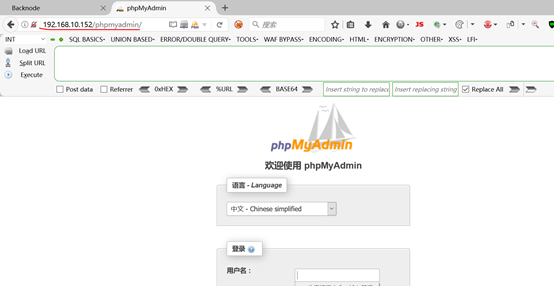 Backnode phpMyAdmin
192.168.10.152/phpmyadmin/ 搜索
INT SQL BASICS UNION BASED ERROR/DOUBLE QUERY TOOLS WAF BYPASS ENCODING HTML ENCRYPTION OTHER XSS LFI
Load URL
Split URL
Execute
Post data Referrer 0xHEX %URL BASE64 Insert string to replace Insert replacing string Replace All
phpMyAdmin
欢迎使用 phpMyAdmin
语言 - Language
中文 - Chinese simplified
登录
用户名：